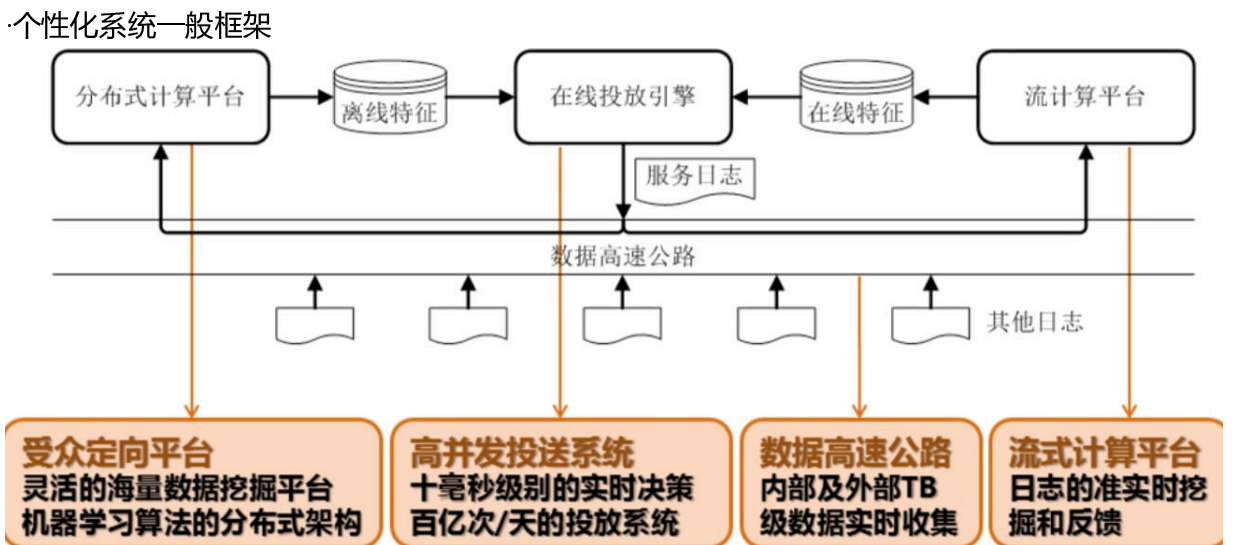 ·个性化系统一般框架
分布式计算平台
离线特征
在线投放引擎
在线特征
流计算平台
服务日志
数据高速公路
其他日志
受众定向平台
灵活的海量数据挖掘平台
机器学习算法的分布式架构
高并发投送系统
十毫秒级别的实时决策
百亿次/天的投放系统
数据高速公路
内部及外部TB
级数据实时收集
流式计算平台
日志的准实时挖
掘和反馈